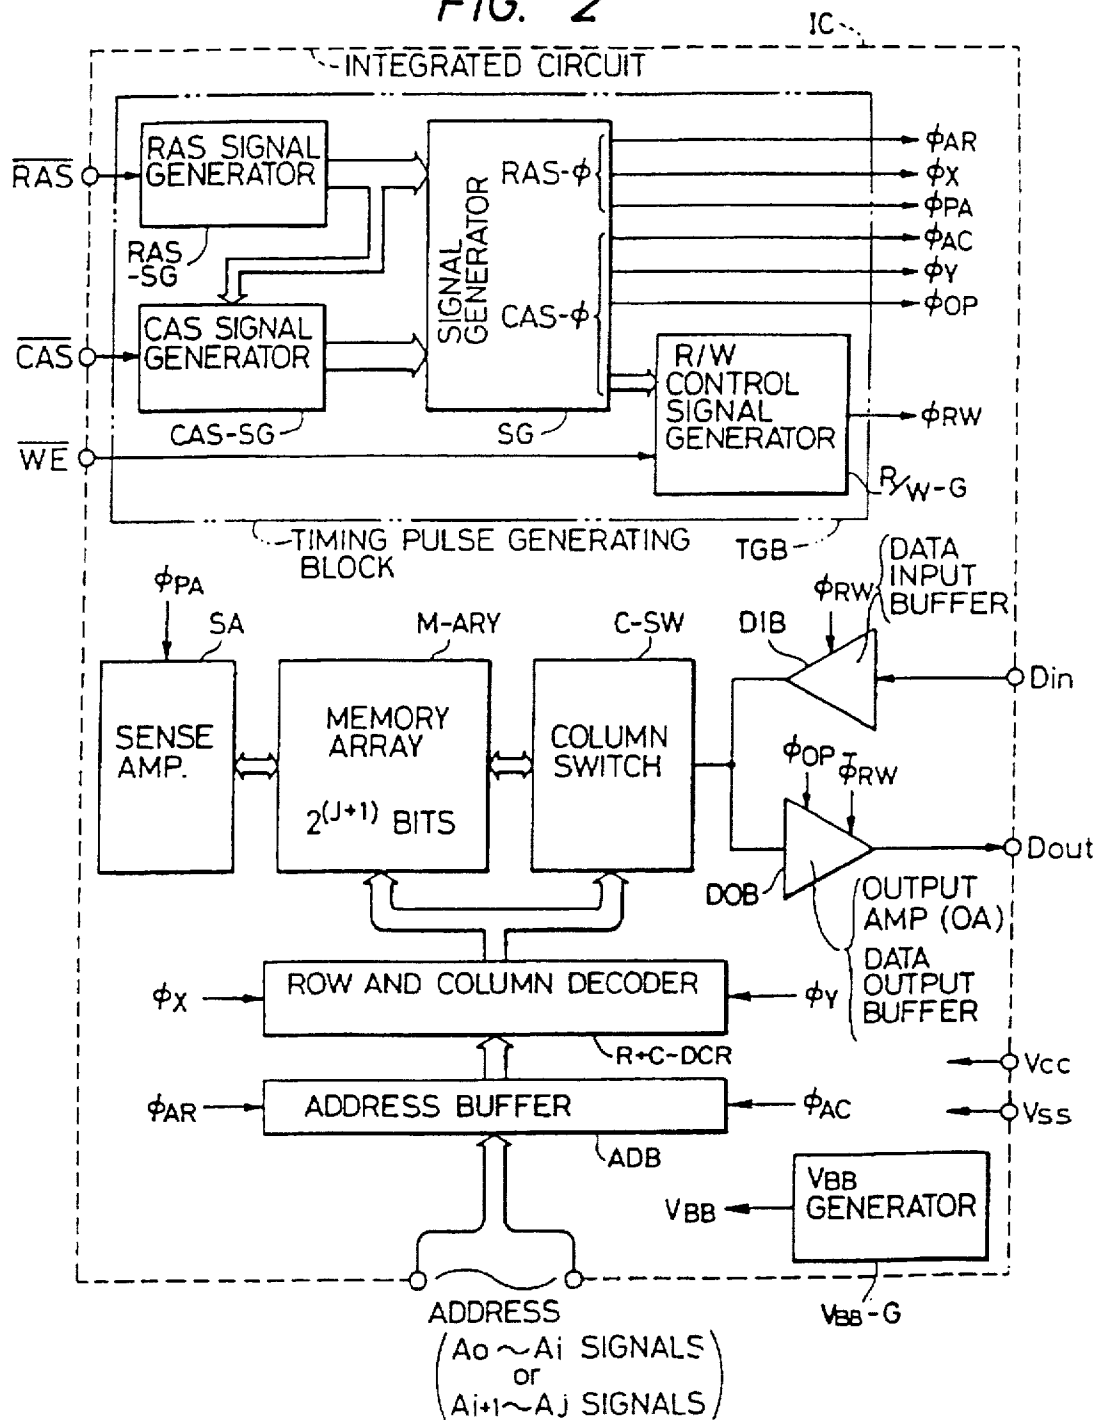 FIG. 2
IC
INTEGRATED CIRCUIT
R̅A̅S̅
RAS SIGNAL
GENERATOR
RAS
-SG
C̅A̅S̅
CAS SIGNAL
GENERATOR
CAS-SG
W̅E̅
SIGNAL
GENERATOR
SG
RAS-ϕ
CAS-ϕ
ϕAR
ϕX
ϕPA
ϕAC
ϕY
ϕOP
R/W
CONTROL
SIGNAL
GENERATOR
ϕRW
R/W-G
TIMING PULSE GENERATING
BLOCK
TGB
ϕPA
SA
SENSE
AMP.
M-ARY
MEMORY
ARRAY
2(J+1) BITS
C-SW
COLUMN
SWITCH
DIB
ϕRW
DATA
INPUT
BUFFER
Din
ϕOP
ϕ̅RW
DOB
Dout
OUTPUT
AMP (OA)
DATA
OUTPUT
BUFFER
ϕX
ROW AND COLUMN DECODER
ϕY
R+C-DCR
ϕAR
ADDRESS BUFFER
ϕAC
ADB
Vcc
Vss
VBB
VBB
GENERATOR
VBB-G
ADDRESS
(Ao~Ai SIGNALS
or
Ai+1~Aj SIGNALS)